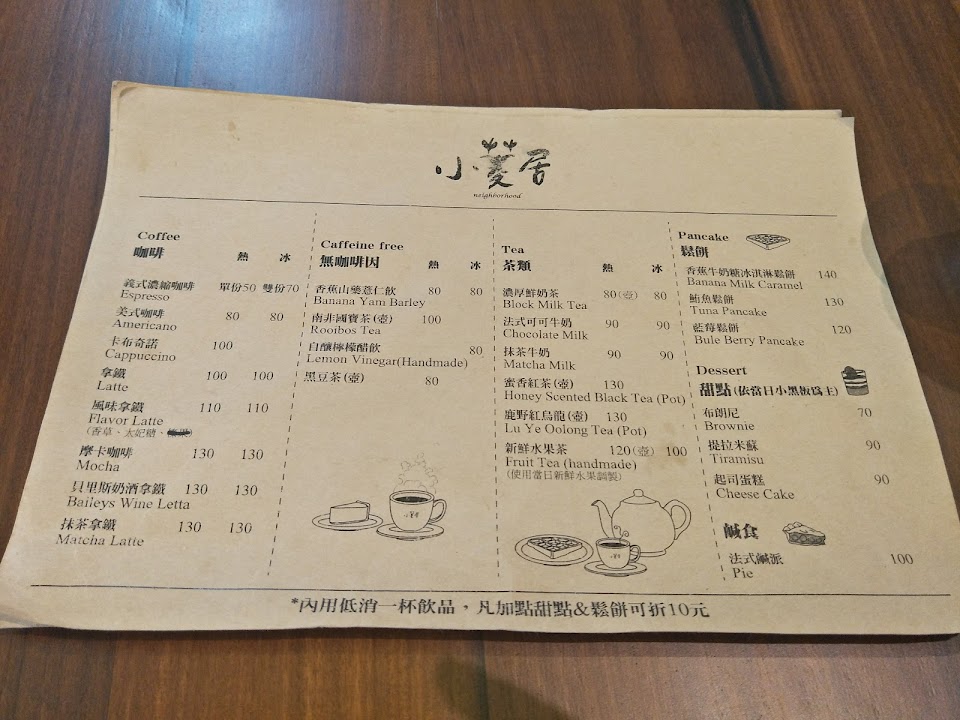 小菱居
neighborhood
Coffee
咖啡 熱 冰
義式濃縮咖啡 單份50 雙份70
Espresso
美式咖啡 80 80
Americano
卡布奇諾 100
Cappuccino
拿鐵 100 100
Latte
風味拿鐵 110 110
Flavor Latte
(香草、太妃糖、
摩卡咖啡 130 130
Mocha
貝里斯奶酒拿鐵 130 130
Baileys Wine Letta
抹茶拿鐵 130 130
Matcha Latte
Caffeine free
無咖啡因 熱 冰
香蕉山藥薏仁飲 80 80
Banana Yam Barley
南非國寶茶(壺) 100
Rooibos Tea
自釀檸檬醋飲 80
Lemon Vinegar(Handmade)
黑豆茶(壺) 80
Tea
茶類 熱 冰
濃厚鮮奶茶 80(壺) 80
Block Milk Tea
法式可可牛奶 90 90
Chocolate Milk
抹茶牛奶 90 90
Matcha Milk
蜜香紅茶(壺) 130
Honey Scented Black Tea (Pot)
鹿野紅烏龍(壺) 130
Lu Ye Oolong Tea (Pot)
新鮮水果茶 120(壺) 100
Fruit Tea (handmade)
(使用當日新鮮水果調製)
Pancake
鬆餅
香蕉牛奶糖冰淇淋鬆餅 140
Banana Milk Caramel
鮪魚鬆餅 130
Tuna Pancake
藍莓鬆餅 120
Bule Berry Pancake
Dessert
甜點(依當日小黑板為主)
布朗尼 70
Brownie
提拉米蘇 90
Tiramisu
起司蛋糕 90
Cheese Cake
鹹食
法式鹹派 100
Pie
*內用低消一杯飲品，凡加點甜點&鬆餅可折10元